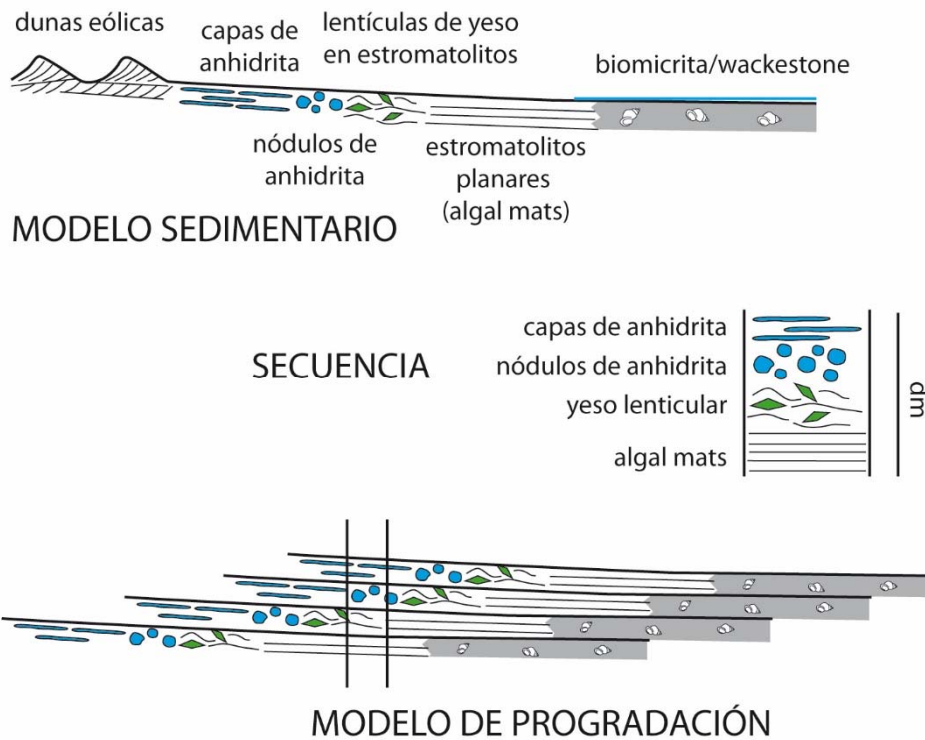 dunas eólicas
capas de
anhidrita
lentículas de yeso
en estromatolitos
biomicrita/wackestone
nódulos de
anhidrita
estromatolitos
planares
(algal mats)
MODELO SEDIMENTARIO
SECUENCIA
capas de anhidrita
nódulos de anhidrita
yeso lenticular
algal mats
dm
MODELO DE PROGRADACIÓN